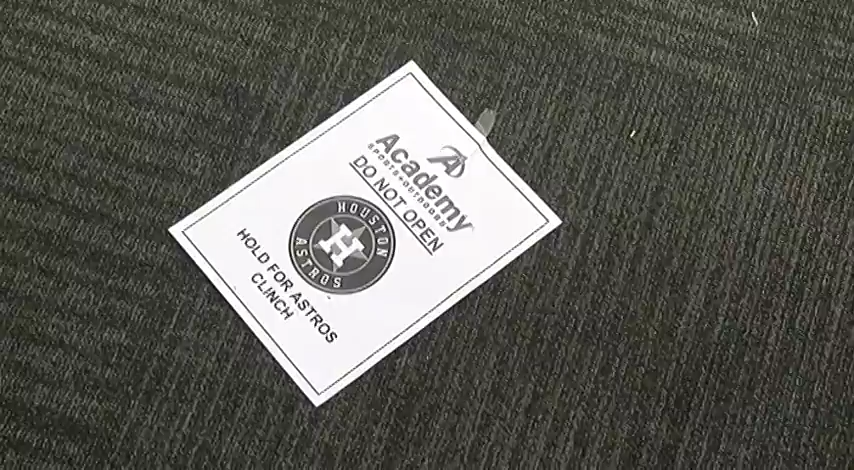 Academy
SPORTS+OUTDOORS
DO NOT OPEN
HOUSTON
H
ASTROS
HOLD FOR ASTROS
CLINCH